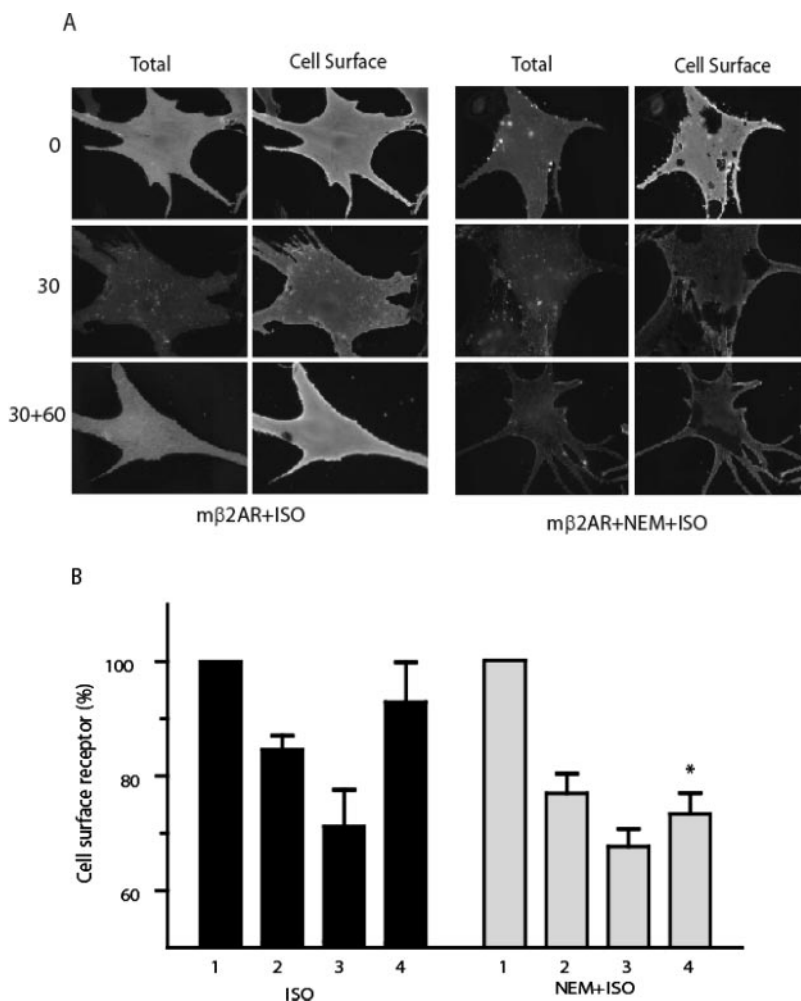 A
Total Cell Surface Total Cell Surface
0
30
30+60
mβ2AR+ISO mβ2AR+NEM+ISO
B
Cell surface receptor (%)
100
80
60
*
1 2 3 4 1 2 3 4
ISO NEM+ISO